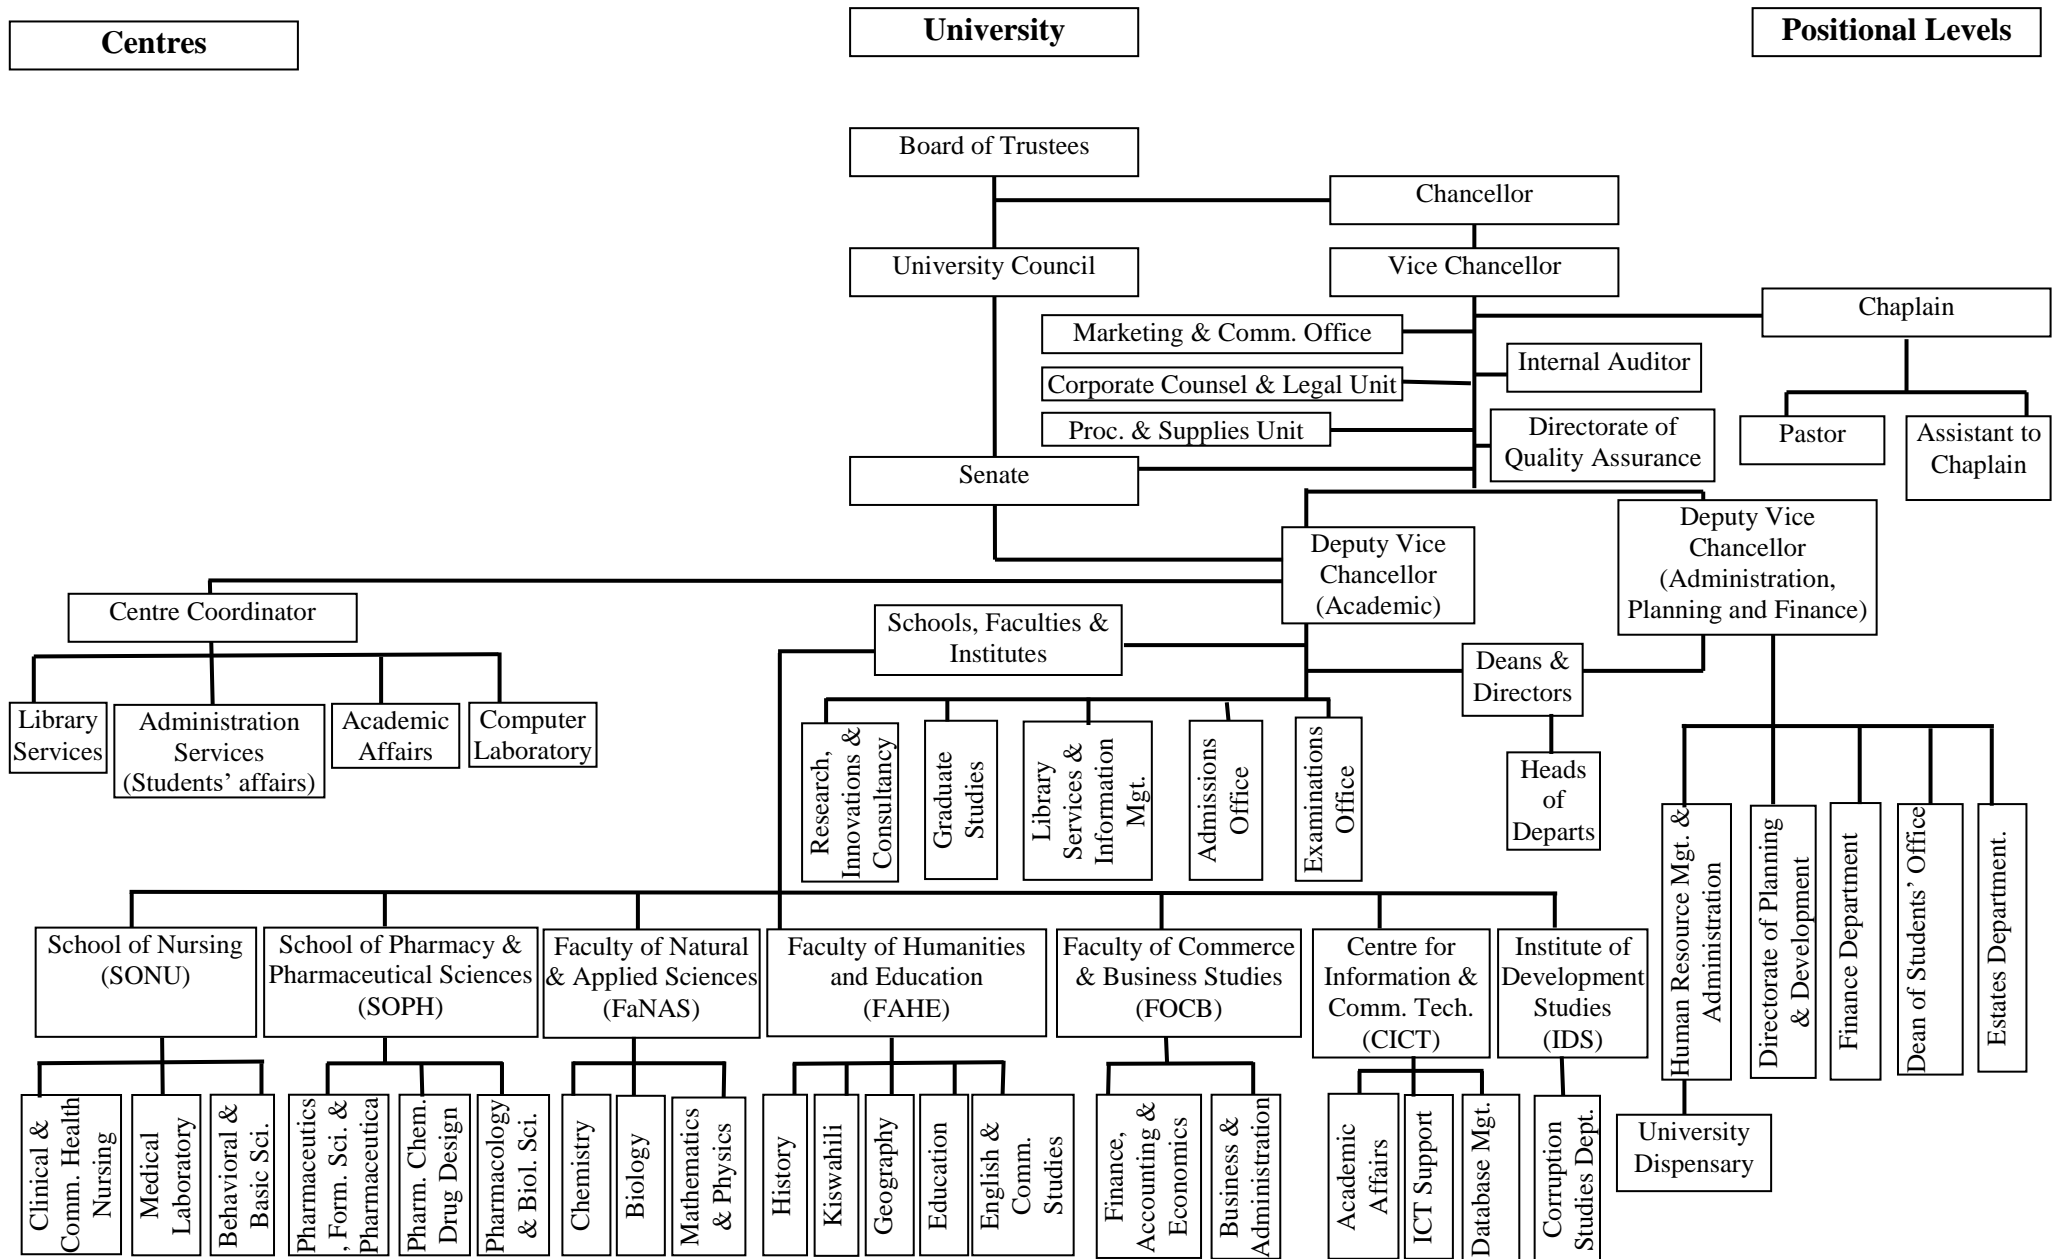 Centres
University
Positional Levels
Board of Trustees
Chancellor
University Council
Vice Chancellor
Chaplain
Marketing & Comm. Office
Internal Auditor
Corporate Counsel & Legal Unit
Proc. & Supplies Unit
Directorate of
Quality Assurance
Pastor
Assistant to
Chaplain
Senate
Deputy Vice
Chancellor
(Academic)
Deputy Vice
Chancellor
(Administration,
Planning and Finance)
Centre Coordinator
Schools, Faculties &
Institutes
Deans &
Directors
Library
Services
Administration
Services
(Students’ affairs)
Academic
Affairs
Computer
Laboratory
Research,
Innovations &
Consultancy
Graduate
Studies
Library
Services &
Information
Mgt.
Admissions
Office
Examinations
Office
Heads
of
Departs
Human Resource Mgt. &
Administration
Directorate of Planning
& Development
Finance Department
Dean of Students’ Office
Estates Department.
School of Nursing
(SONU)
School of Pharmacy &
Pharmaceutical Sciences
(SOPH)
Faculty of Natural
& Applied Sciences
(FaNAS)
Faculty of Humanities
and Education
(FAHE)
Faculty of Commerce
& Business Studies
(FOCB)
Centre for
Information &
Comm. Tech.
(CICT)
Institute of
Development
Studies
(IDS)
Clinical &
Comm. Health
Nursing
Medical
Laboratory
Behavioral &
Basic Sci.
Pharmaceutics
, Form. Sci. &
Pharmaceutica
Pharm. Chem.
Drug Design
Pharmacology
& Biol. Sci.
Chemistry
Biology
Mathematics
& Physics
History
Kiswahili
Geography
Education
English &
Comm.
Studies
Finance,
Accounting &
Economics
Business &
Administration
Academic
Affairs
ICT Support
Database Mgt.
Corruption
Studies Dept.
University
Dispensary